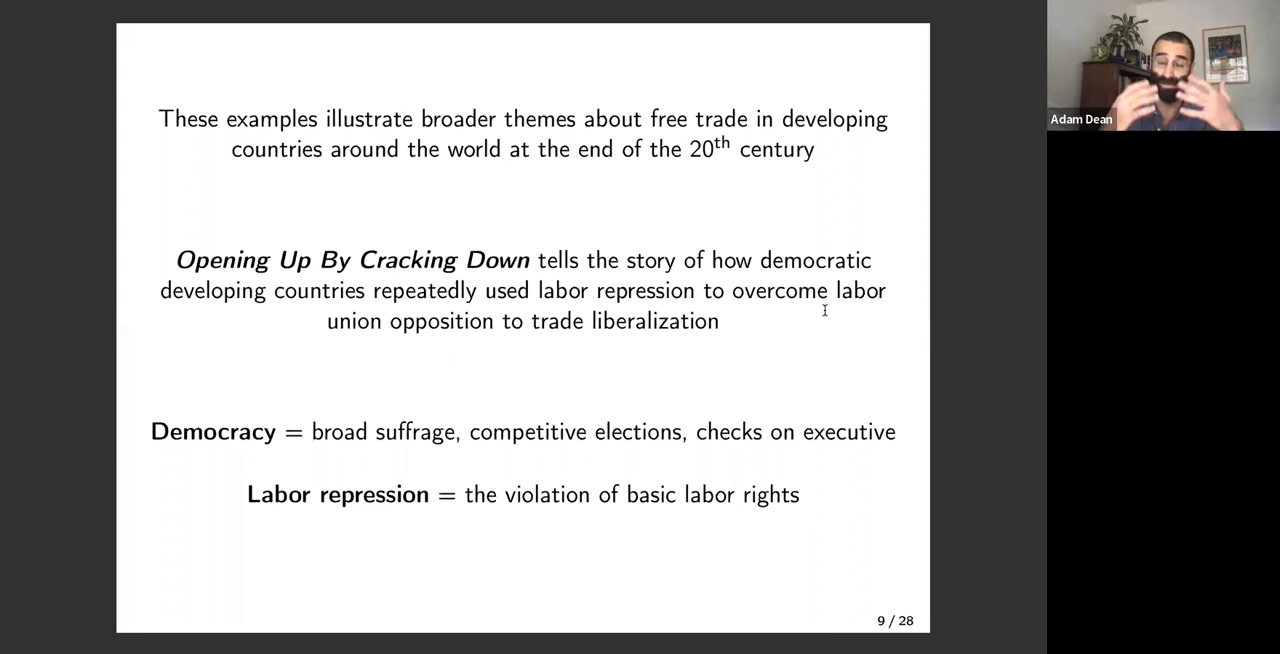 These examples illustrate broader themes about free trade in developing
countries around the world at the end of the 20th century
Opening Up By Cracking Down tells the story of how democratic
developing countries repeatedly used labor repression to overcome labor
union opposition to trade liberalization
Democracy = broad suffrage, competitive elections, checks on executive
Labor repression = the violation of basic labor rights
9 / 28
Adam Dean